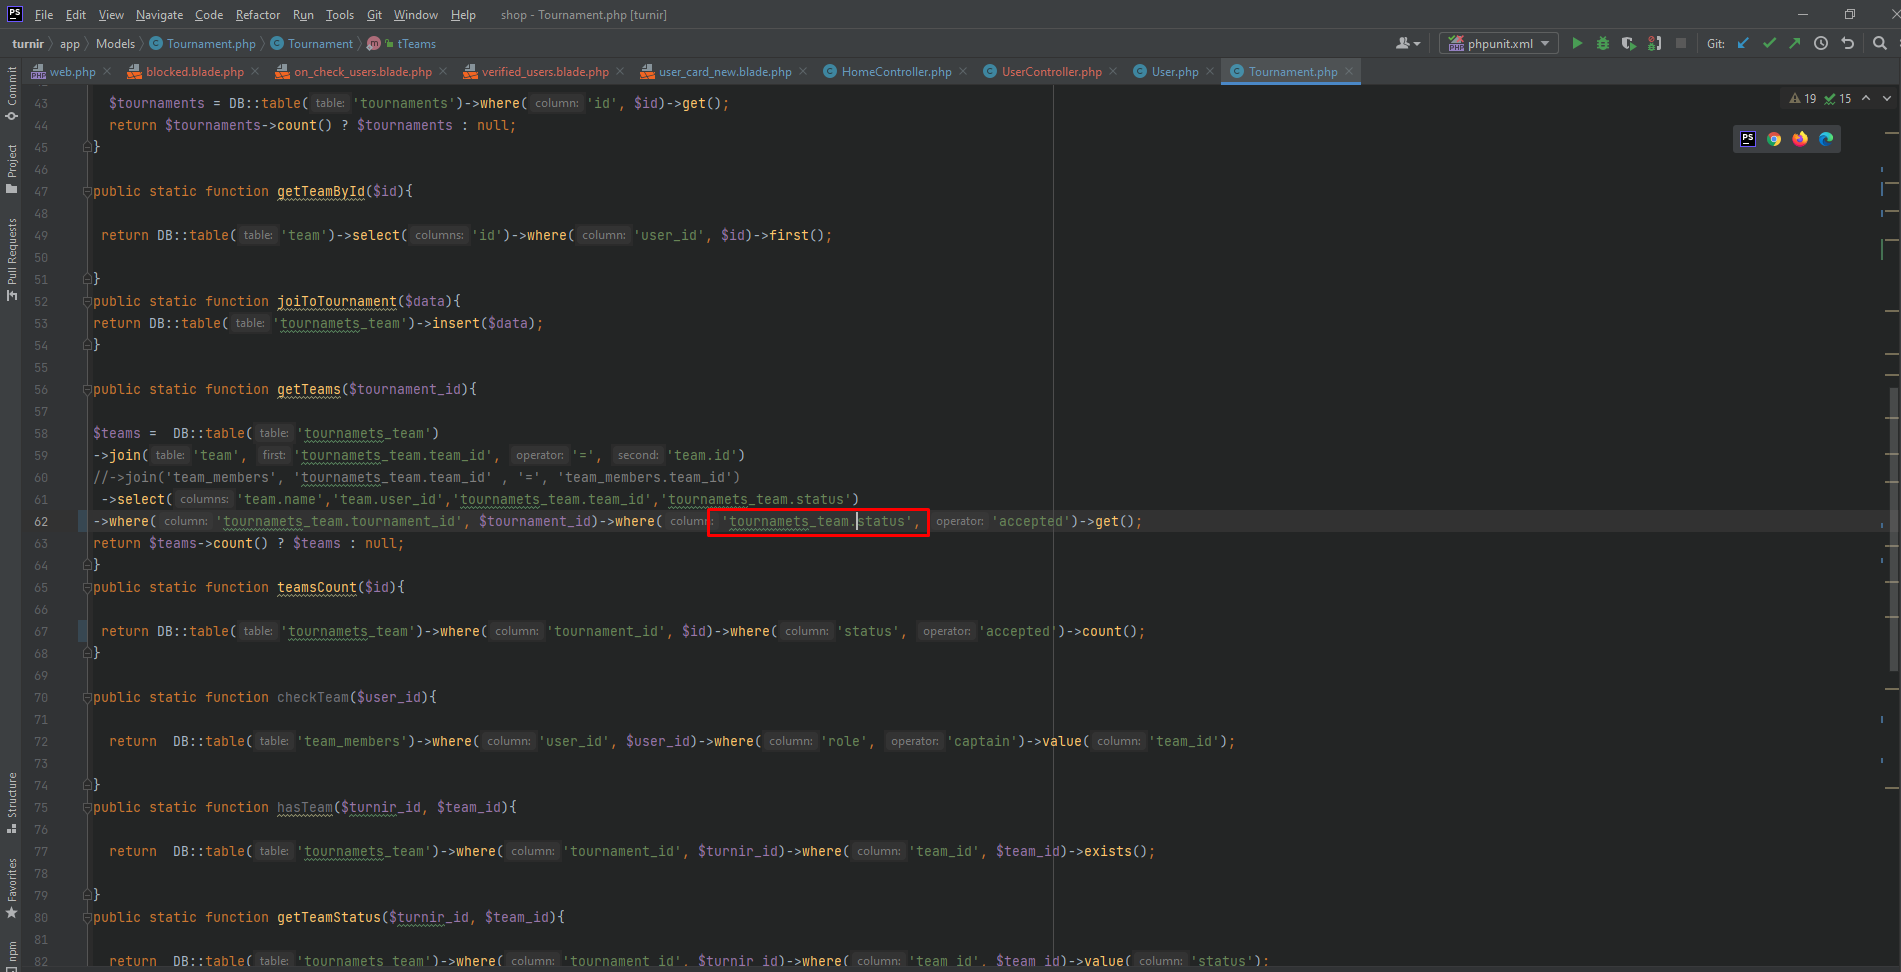 PS File Edit View Navigate Code Refactor Run Tools Git Window Help shop - Tournament.php [turnir]
turnir app Models Tournament.php Tournament m tTeams phpunit.xml Git:
web.php blocked.blade.php on_check_users.blade.php verified_users.blade.php user_card_new.blade.php HomeController.php UserController.php User.php Tournament.php
19 15
Commit
Project
Pull Requests
Structure
Favorites
npm
43 $tournaments = DB::table( table: 'tournaments')->where( column: 'id', $id)->get();
44 return $tournaments->count() ? $tournaments : null;
45 }
46
47 public static function getTeamById($id){
48
49 return DB::table( table: 'team')->select( columns: 'id')->where( column: 'user_id', $id)->first();
50
51 }
52 public static function joiToTournament($data){
53 return DB::table( table: 'tournamets_team')->insert($data);
54 }
55
56 public static function getTeams($tournament_id){
57
58 $teams = DB::table( table: 'tournamets_team')
59 ->join( table: 'team', first: 'tournamets_team.team_id', operator: '=', second: 'team.id')
60 //->join('team_members', 'tournamets_team.team_id' , '=', 'team_members.team_id')
61 ->select( columns: 'team.name','team.user_id','tournamets_team.team_id','tournamets_team.status')
62 ->where( column: 'tournamets_team.tournament_id', $tournament_id)->where( column: 'tournamets_team.status', operator: 'accepted')->get();
63 return $teams->count() ? $teams : null;
64 }
65 public static function teamsCount($id){
66
67 return DB::table( table: 'tournamets_team')->where( column: 'tournament_id', $id)->where( column: 'status', operator: 'accepted')->count();
68 }
69
70 public static function checkTeam($user_id){
71
72 return DB::table( table: 'team_members')->where( column: 'user_id', $user_id)->where( column: 'role', operator: 'captain')->value( column: 'team_id');
73
74 }
75 public static function hasTeam($turnir_id, $team_id){
76
77 return DB::table( table: 'tournamets_team')->where( column: 'tournament_id', $turnir_id)->where( column: 'team_id', $team_id)->exists();
78
79 }
80 public static function getTeamStatus($turnir_id, $team_id){
81
82 return DB::table( table: 'tournamets_team')->where( column: 'tournament_id', $turnir_id)->where( column: 'team_id', $team_id)->value( column: 'status');